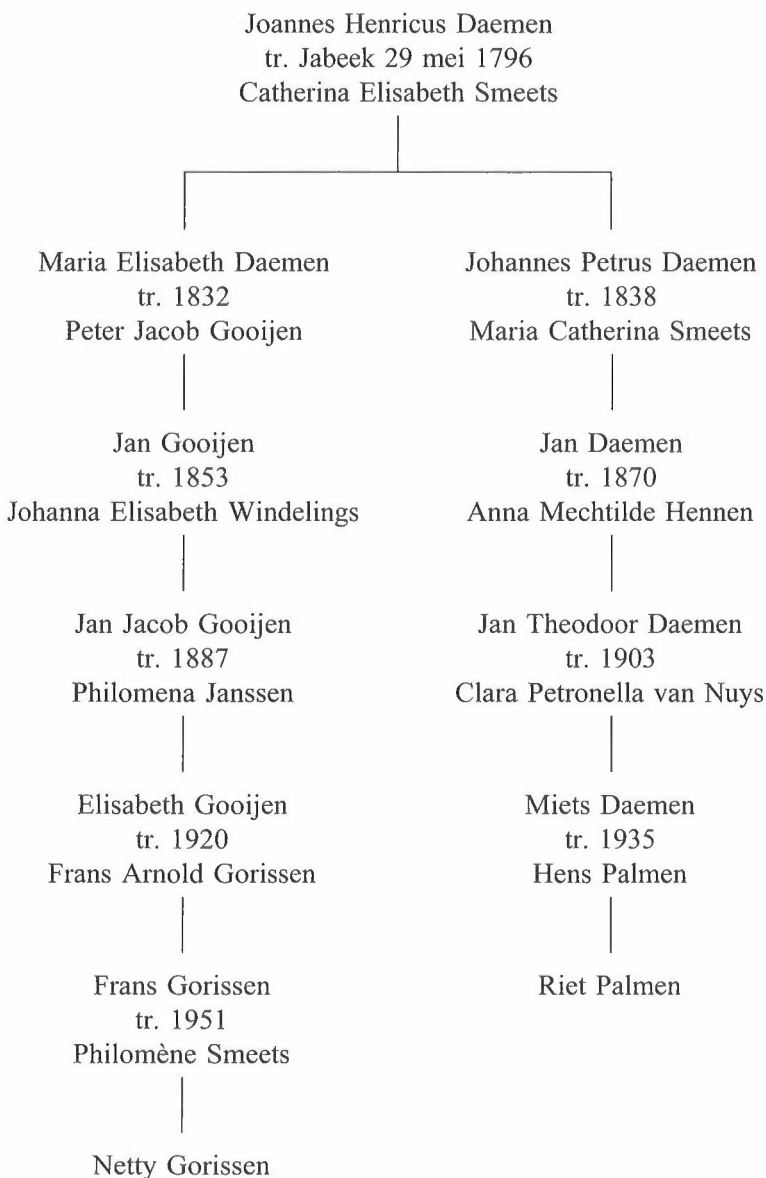 Joannes Henricus Daemen
tr. Jabeek 29 mei 1796
Catherina Elisabeth Smeets
Maria Elisabeth Daemen
tr. 1832
Peter Jacob Gooijen
Jan Gooijen
tr. 1853
Johanna Elisabeth Windelings
Jan Jacob Gooijen
tr. 1887
Philomena Janssen
Elisabeth Gooijen
tr. 1920
Frans Arnold Gorissen
Frans Gorissen
tr. 1951
Philomène Smeets
Netty Gorissen
Johannes Petrus Daemen
tr. 1838
Maria Catherina Smeets
Jan Daemen
tr. 1870
Anna Mechtilde Hennen
Jan Theodoor Daemen
tr. 1903
Clara Petronella van Nuys
Miets Daemen
tr. 1935
Hens Palmen
Riet Palmen